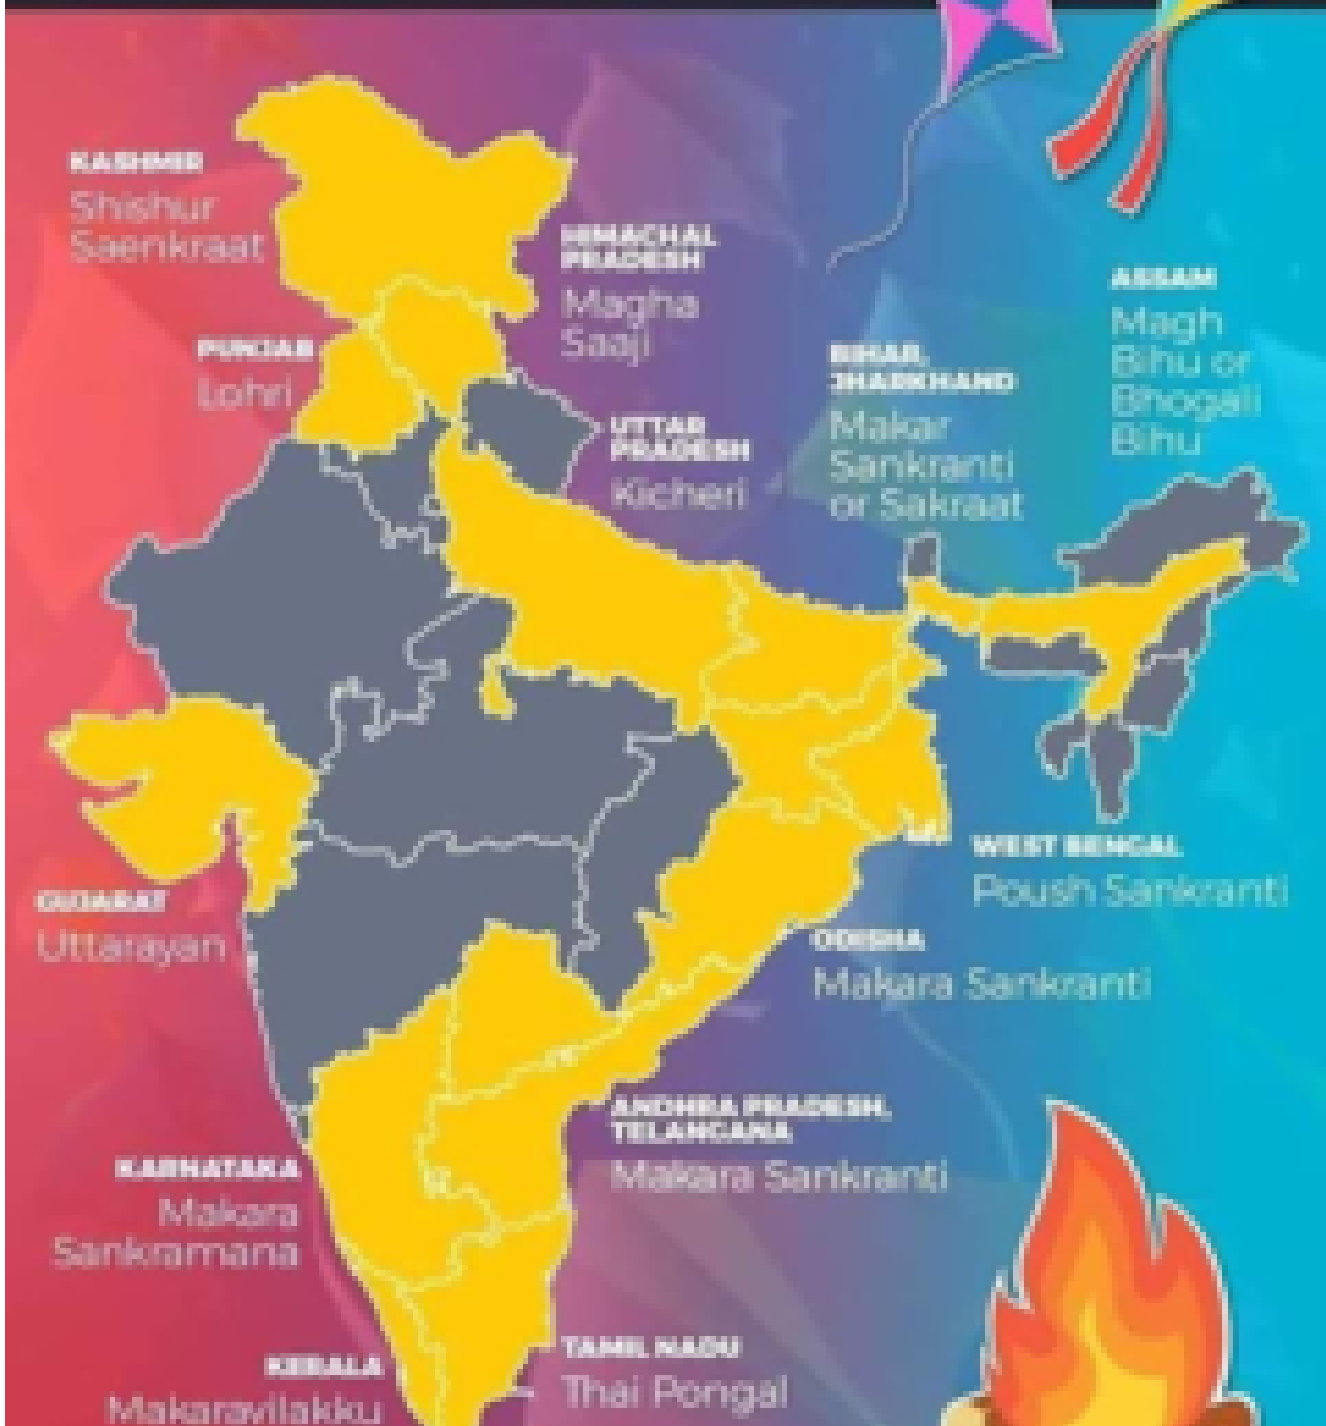 KASHMIR
Shishur
Saenkraat
HIMACHAL
PRADESH
Magha
Saaji
PUNJAB
Lohri
UTTAR
PRADESH
Kicheri
BIHAR,
JHARKHAND
Makar
Sankranti
or Sakraat
ASSAM
Magh
Bihu or
Bhogali
Bihu
GUJARAT
Uttarayan
WEST BENGAL
Poush Sankranti
ODISHA
Makara Sankranti
ANDHRA PRADESH,
TELANGANA
Makara Sankranti
KARNATAKA
Makara
Sankramana
KERALA
Makaravilakku
TAMIL NADU
Thai Pongal